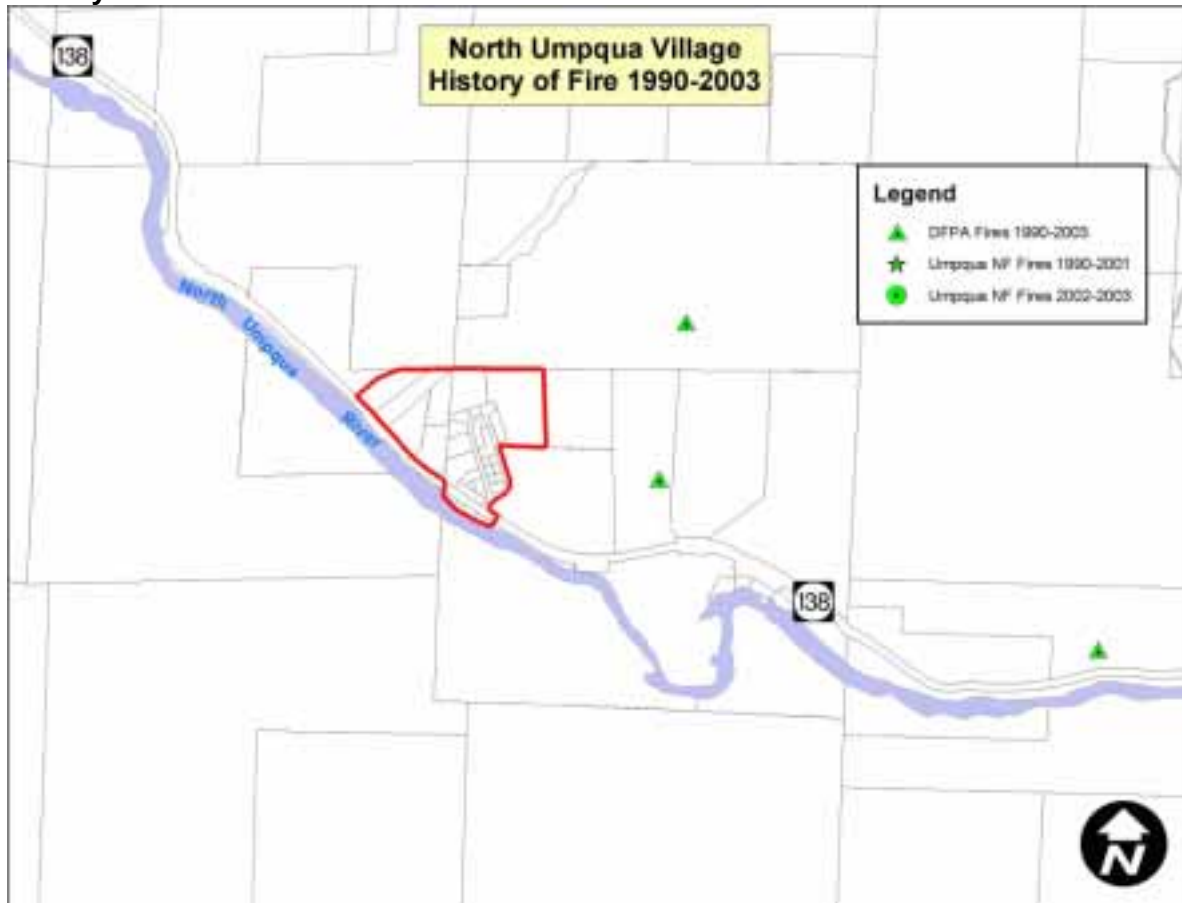 138
North Umpqua Village
History of Fire 1990-2003
Legend
DFPA Fires 1990-2003
Umpqua NF Fires 1990-2001
Umpqua NF Fires 2002-2003
North
Umpqua
River
138
N